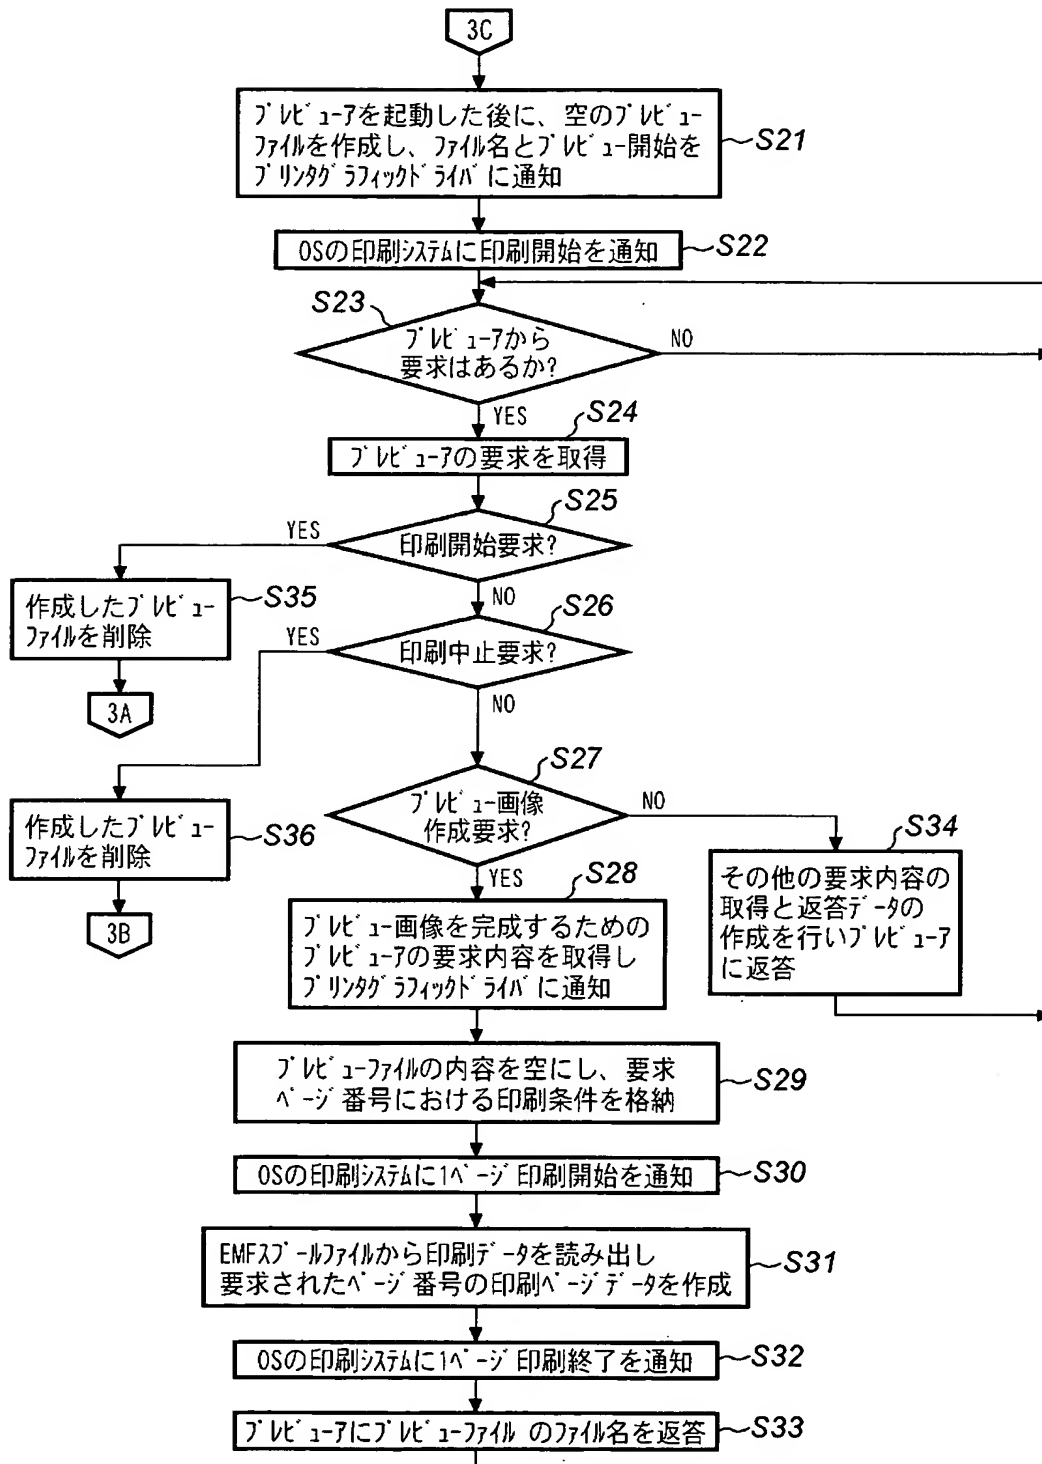 3C
プレビューアを起動した後に、空のプレビュー
ファイルを作成し、ファイル名とプレビュー開始を
プリンタグラフィックドライバに通知
S21
OSの印刷システムに印刷開始を通知
S22
S23
プレビューアから
要求はあるか?
NO
YES
S24
プレビューアの要求を取得
S25
YES
印刷開始要求?
NO
作成したプレビュー
ファイルを削除
S35
S26
YES
印刷中止要求?
NO
3A
S27
プレビュー画像
作成要求?
NO
YES
作成したプレビュー
ファイルを削除
S36
3B
S34
その他の要求内容の
取得と返答データの
作成を行いプレビューア
に返答
S28
プレビュー画像を完成するための
プレビューアの要求内容を取得し
プリンタグラフィックドライバに通知
プレビューファイルの内容を空にし、要求
ページ番号における印刷条件を格納
S29
OSの印刷システムに1ページ印刷開始を通知
S30
EMFスプールファイルから印刷データを読み出し
要求されたページ番号の印刷ページデータを作成
S31
OSの印刷システムに1ページ印刷終了を通知
S32
プレビューアにプレビューファイルのファイル名を返答
S33